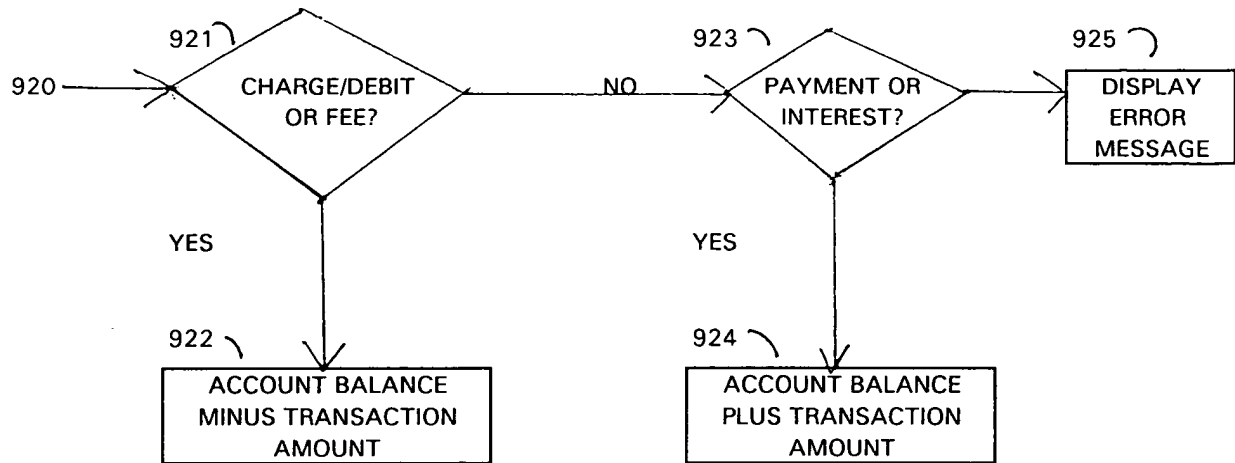 921
923
925
920
CHARGE/DEBIT
OR FEE?
NO
PAYMENT OR
INTEREST?
DISPLAY
ERROR
MESSAGE
YES
YES
922
924
ACCOUNT BALANCE
MINUS TRANSACTION
AMOUNT
ACCOUNT BALANCE
PLUS TRANSACTION
AMOUNT